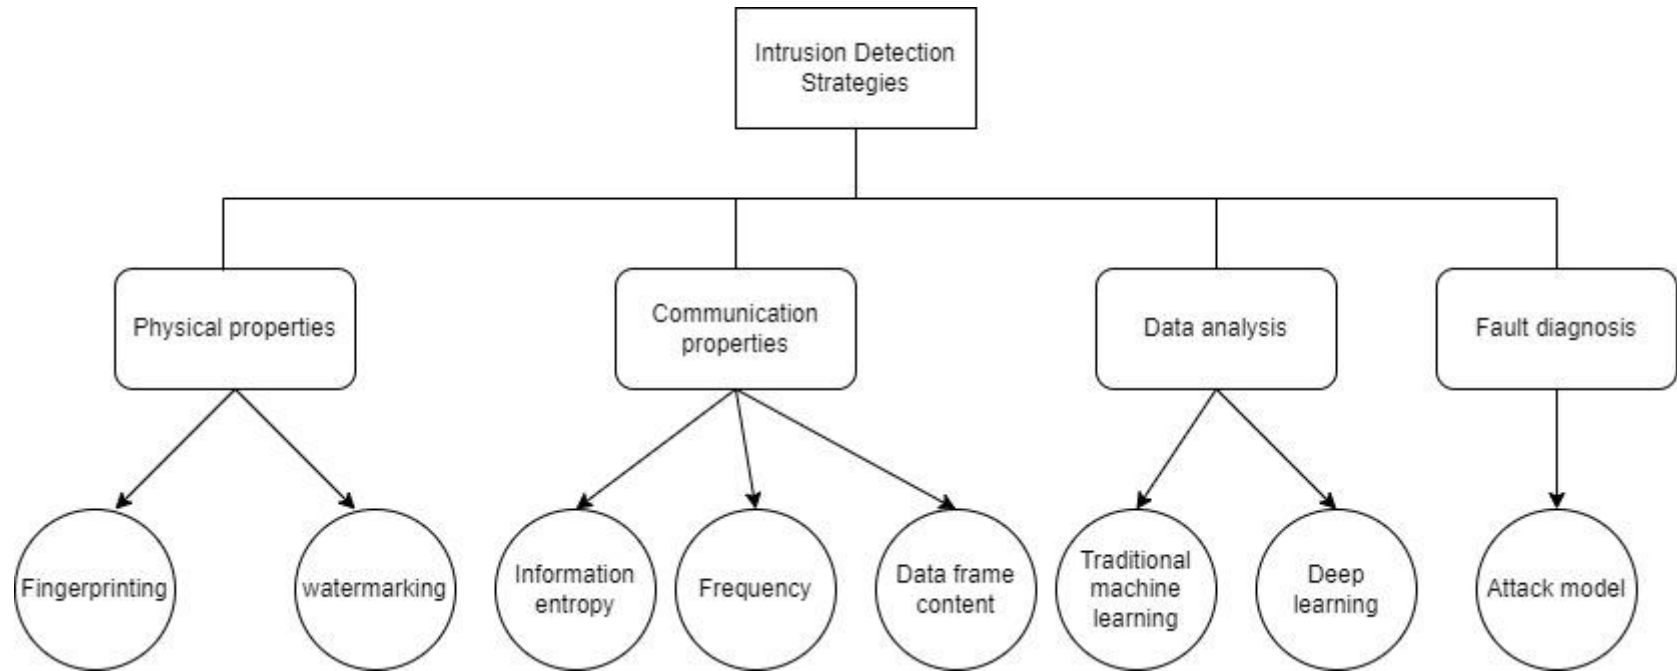 Intrusion Detection
Strategies
Physical properties
Communication
properties
Data analysis
Fault diagnosis
Fingerprinting
watermarking
Information
entropy
Frequency
Data frame
content
Traditional
machine
learning
Deep
learning
Attack model